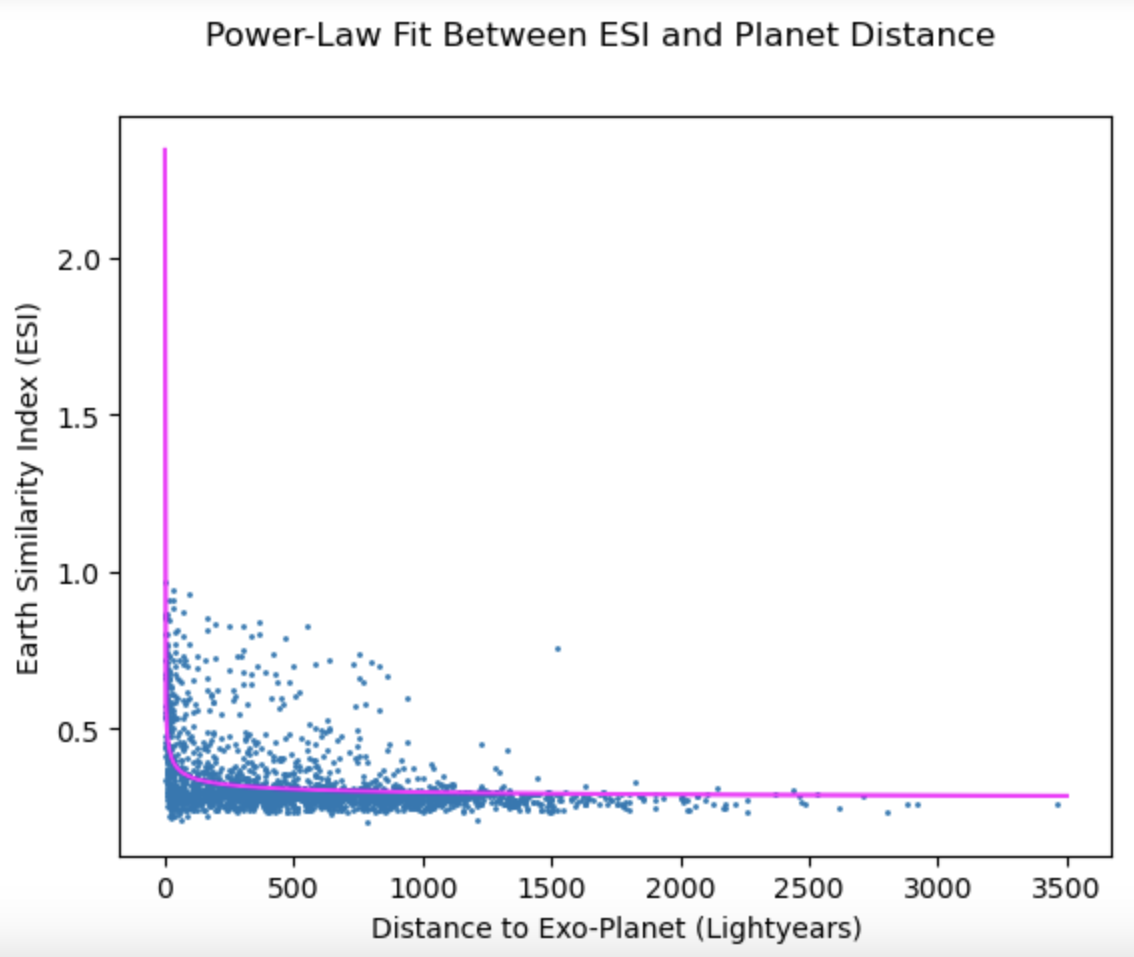 Power-Law Fit Between ESI and Planet Distance
2.0
1.5
1.0
0.5
Earth Similarity Index (ESI)
0 500 1000 1500 2000 2500 3000 3500
Distance to Exo-Planet (Lightyears)